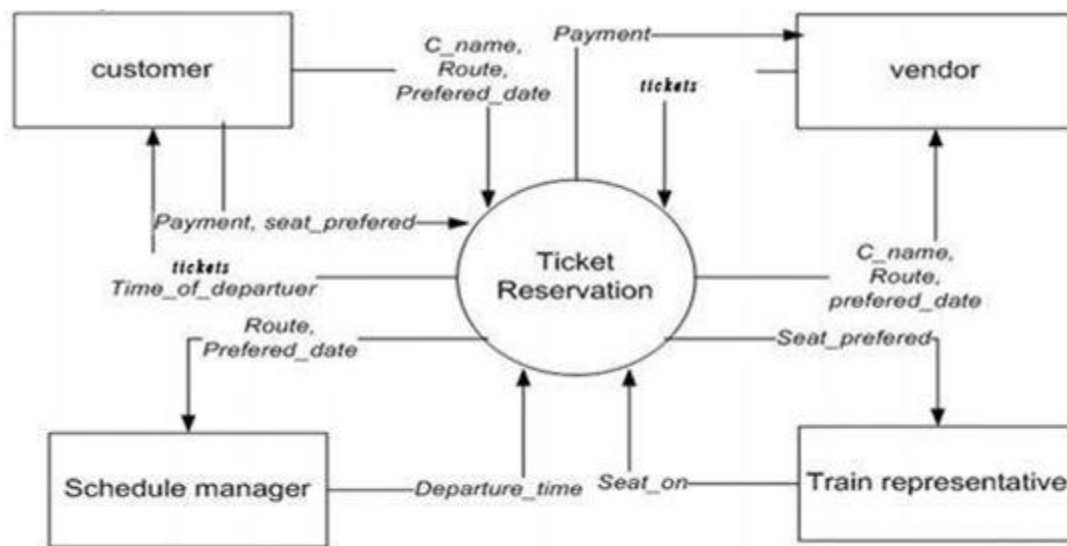 customer
C_name,
Route,
Prefered_date
Payment
tickets
vendor
Payment, seat_prefered
tickets
Time_of_departuer
Ticket
Reservation
C_name,
Route,
prefered_date
Route,
Prefered_date
Seat_prefered
Schedule manager
Departure_time
Seat_on
Train representative